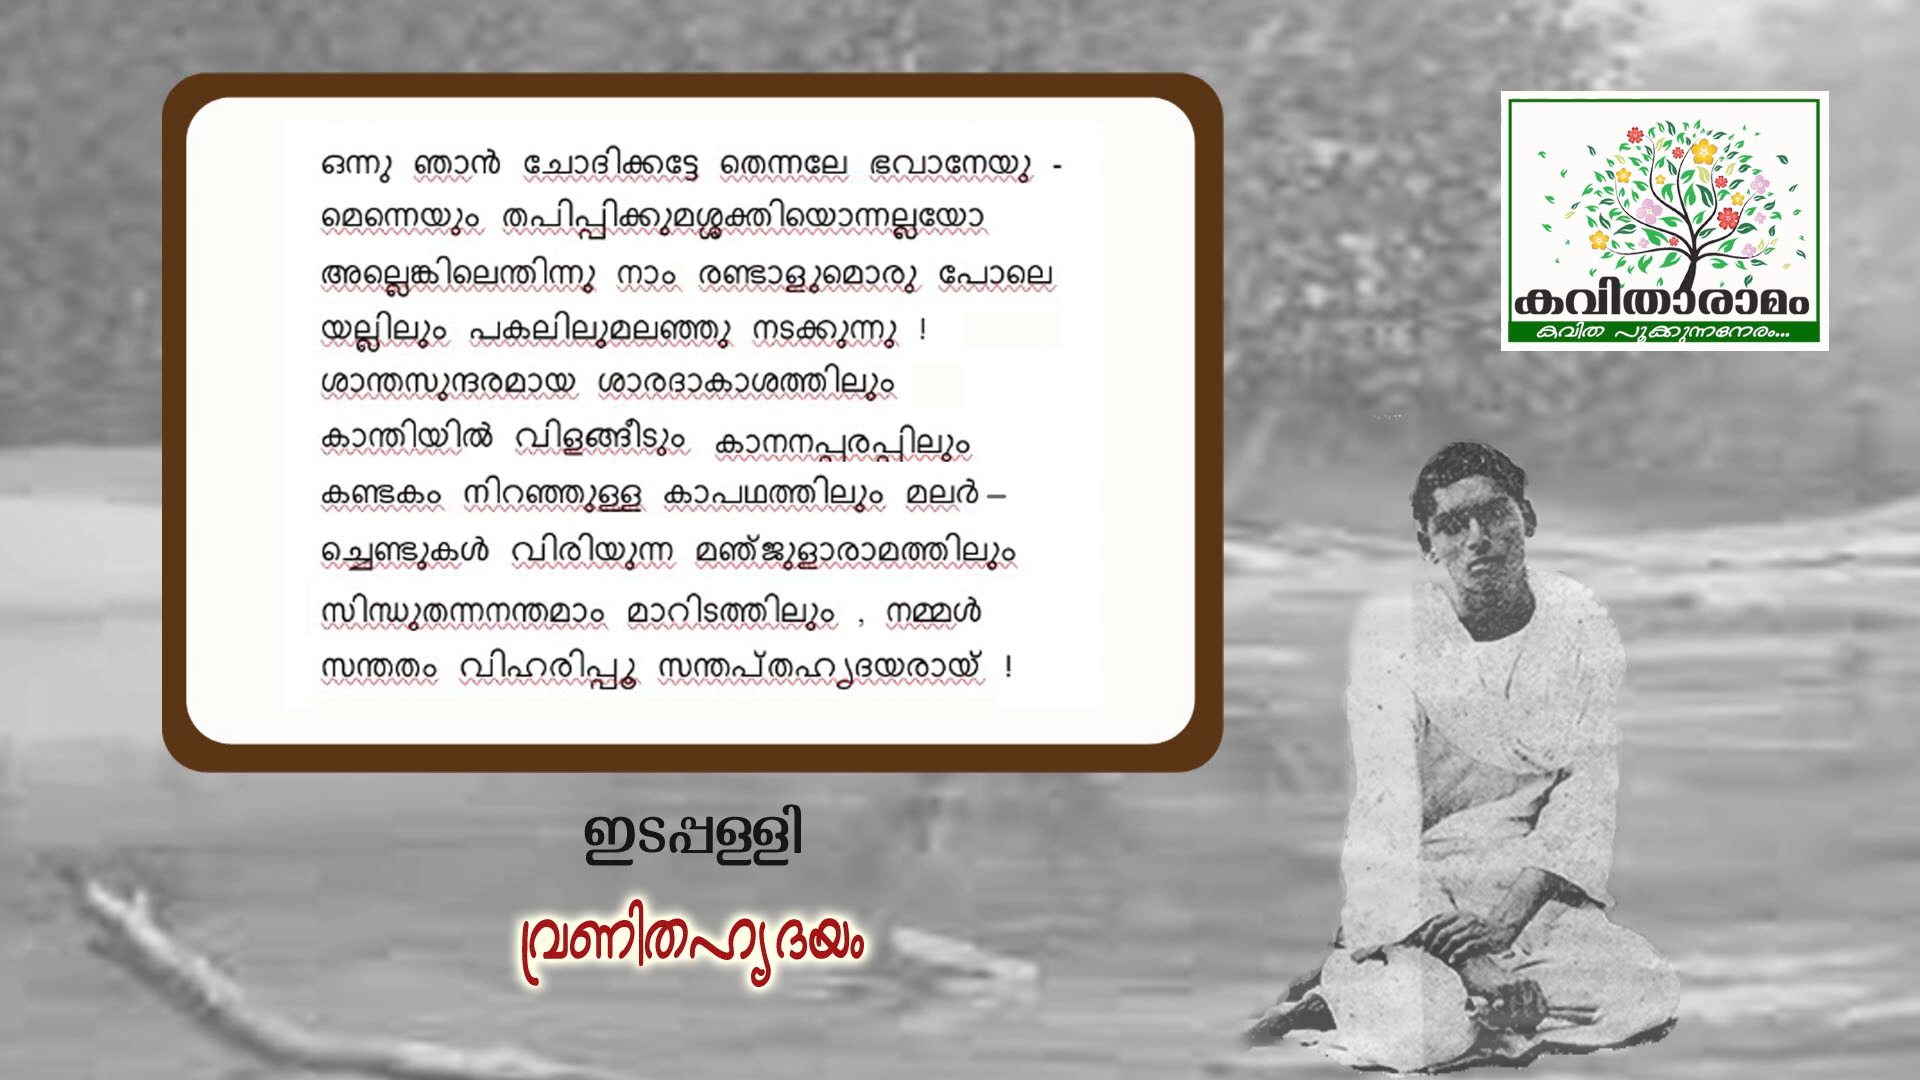 ഒന്നു ഞാൻ ചോദിക്കട്ടേ തെന്നലേ ഭവാനേയു -
മെന്നെയും തപിപ്പിക്കുമശ്ശക്തിയൊന്നല്ലയോ
അല്ലെങ്കിലെന്തിന്നു നാം രണ്ടാളുമൊരു പോലെ
യല്ലിലും പകലിലുമലഞ്ഞു നടക്കുന്നു !
ശാന്തസുന്ദരമായ ശാരദാകാശത്തിലും
കാന്തിയിൽ വിളങ്ങീടും കാനനപ്പരപ്പിലും
കണ്ടകം നിറഞ്ഞുള്ള കാപഥത്തിലും മലർ –
ച്ചെണ്ടുകൾ വിരിയുന്ന മഞ്ജുളാരാമത്തിലും
സിന്ധുതന്നനന്തമാം മാറിടത്തിലും , നമ്മൾ
സന്തതം വിഹരിപ്പൂ സന്തപ്തഹൃദയരായ് !
ഇടപ്പള്ളി
വ്രണിതഹൃദയം
കവിതാരാമം
കവിത പൂക്കുന്നനേരം...